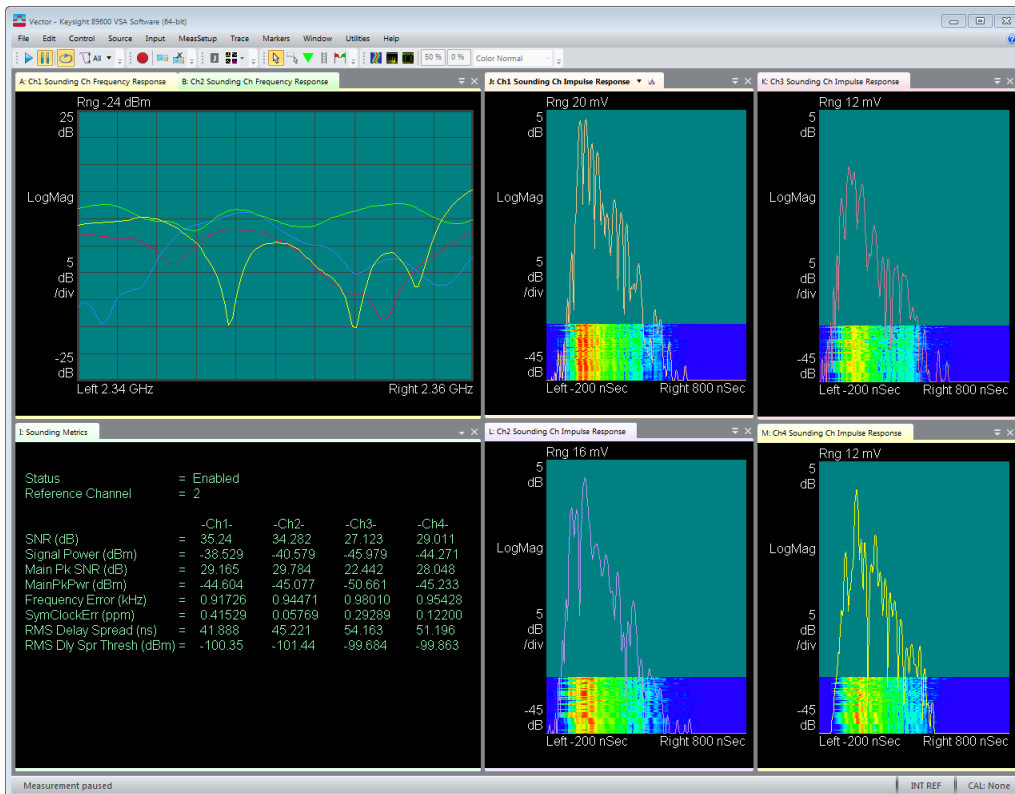 Vector - Keysight 89600 VSA Software (64-bit)
File Edit Control Source Input MeasSetup Trace Markers Window Utilities Help
All 50 % 0 % Color Normal
A: Ch1 Sounding Ch Frequency Response B: Ch2 Sounding Ch Frequency Response
Rng -24 dBm
25
dB
LogMag
5
dB
/div
-25
dB
Left 2.34 GHz Right 2.36 GHz
J: Ch1 Sounding Ch Impulse Response
Rng 20 mV
5
dB
LogMag
5
dB
/div
-45
dB
Left -200 nSec Right 800 nSec
K: Ch3 Sounding Ch Impulse Response
Rng 12 mV
5
dB
LogMag
5
dB
/div
-45
dB
Left -200 nSec Right 800 nSec
I: Sounding Metrics
Status = Enabled
Reference Channel = 2
-Ch1- -Ch2- -Ch3- -Ch4-
SNR (dB) = 35.24 34.282 27.123 29.011
Signal Power (dBm) = -38.529 -40.579 -45.979 -44.271
Main Pk SNR (dB) = 29.165 29.784 22.442 28.048
MainPkPwr (dBm) = -44.604 -45.077 -50.661 -45.233
Frequency Error (kHz) = 0.91726 0.94471 0.98010 0.95428
SymClockErr (ppm) = 0.41529 0.05769 0.29289 0.12200
RMS Delay Spread (ns) = 41.888 45.221 54.163 51.196
RMS Dly Spr Thresh (dBm) = -100.35 -101.44 -99.684 -99.863
L: Ch2 Sounding Ch Impulse Response
Rng 16 mV
5
dB
LogMag
5
dB
/div
-45
dB
Left -200 nSec Right 800 nSec
M: Ch4 Sounding Ch Impulse Response
Rng 12 mV
5
dB
LogMag
5
dB
/div
-45
dB
Left -200 nSec Right 800 nSec
Measurement paused INT REF CAL: None